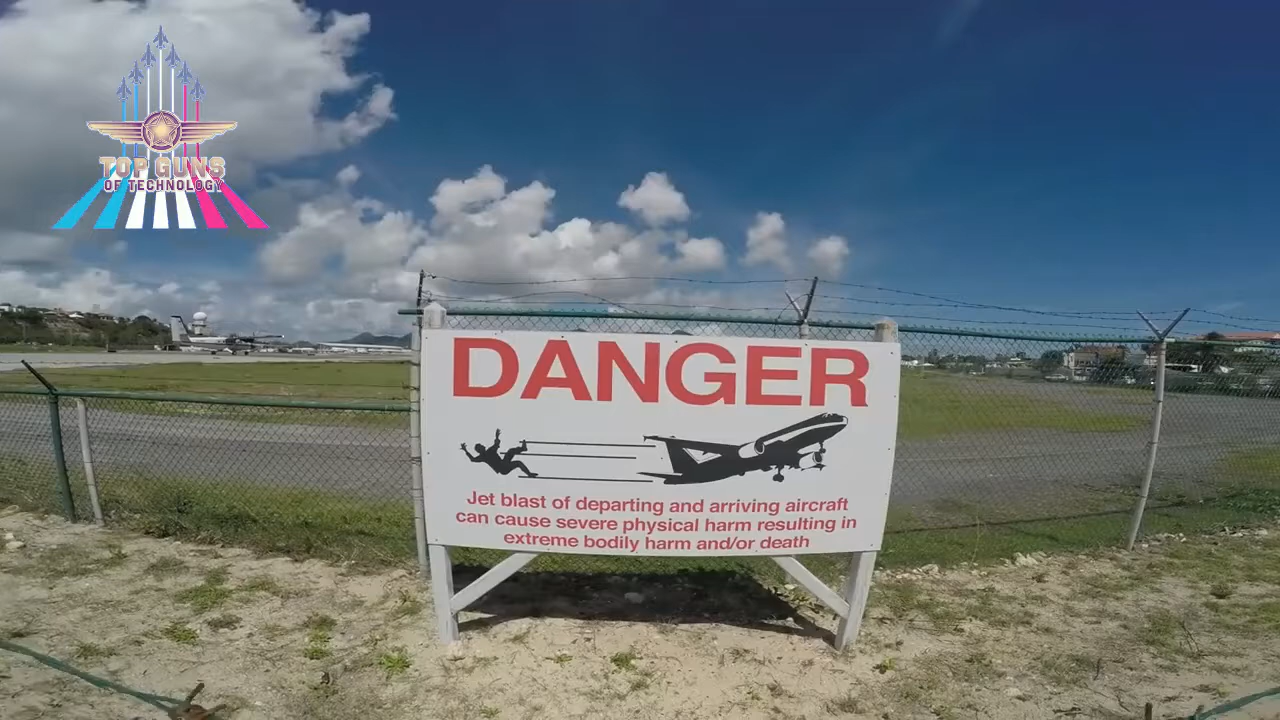 TOP GUNS
OF TECHNOLOGY
DANGER
Jet blast of departing and arriving aircraft
can cause severe physical harm resulting in
extreme bodily harm and/or death